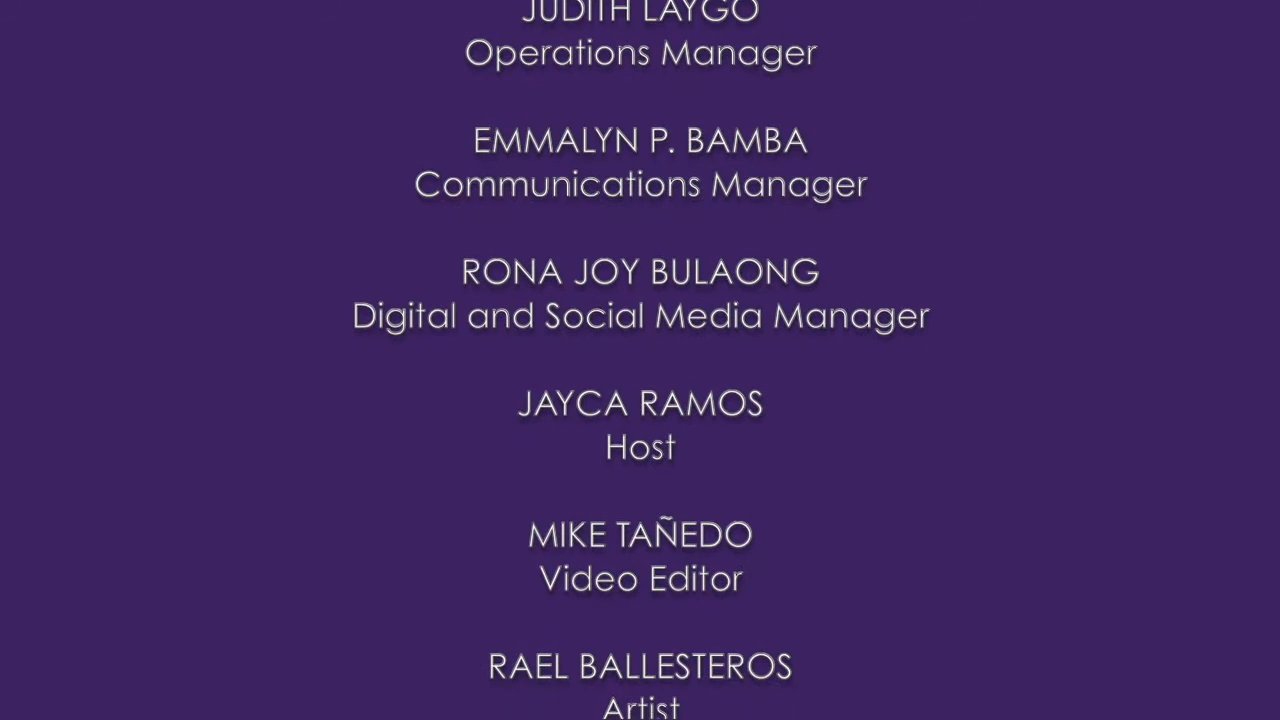 JUDITH LAYGO
Operations Manager
EMMALYN P. BAMBA
Communications Manager
RONA JOY BULAONG
Digital and Social Media Manager
JAYCA RAMOS
Host
MIKE TAÑEDO
Video Editor
RAEL BALLESTEROS
Artist